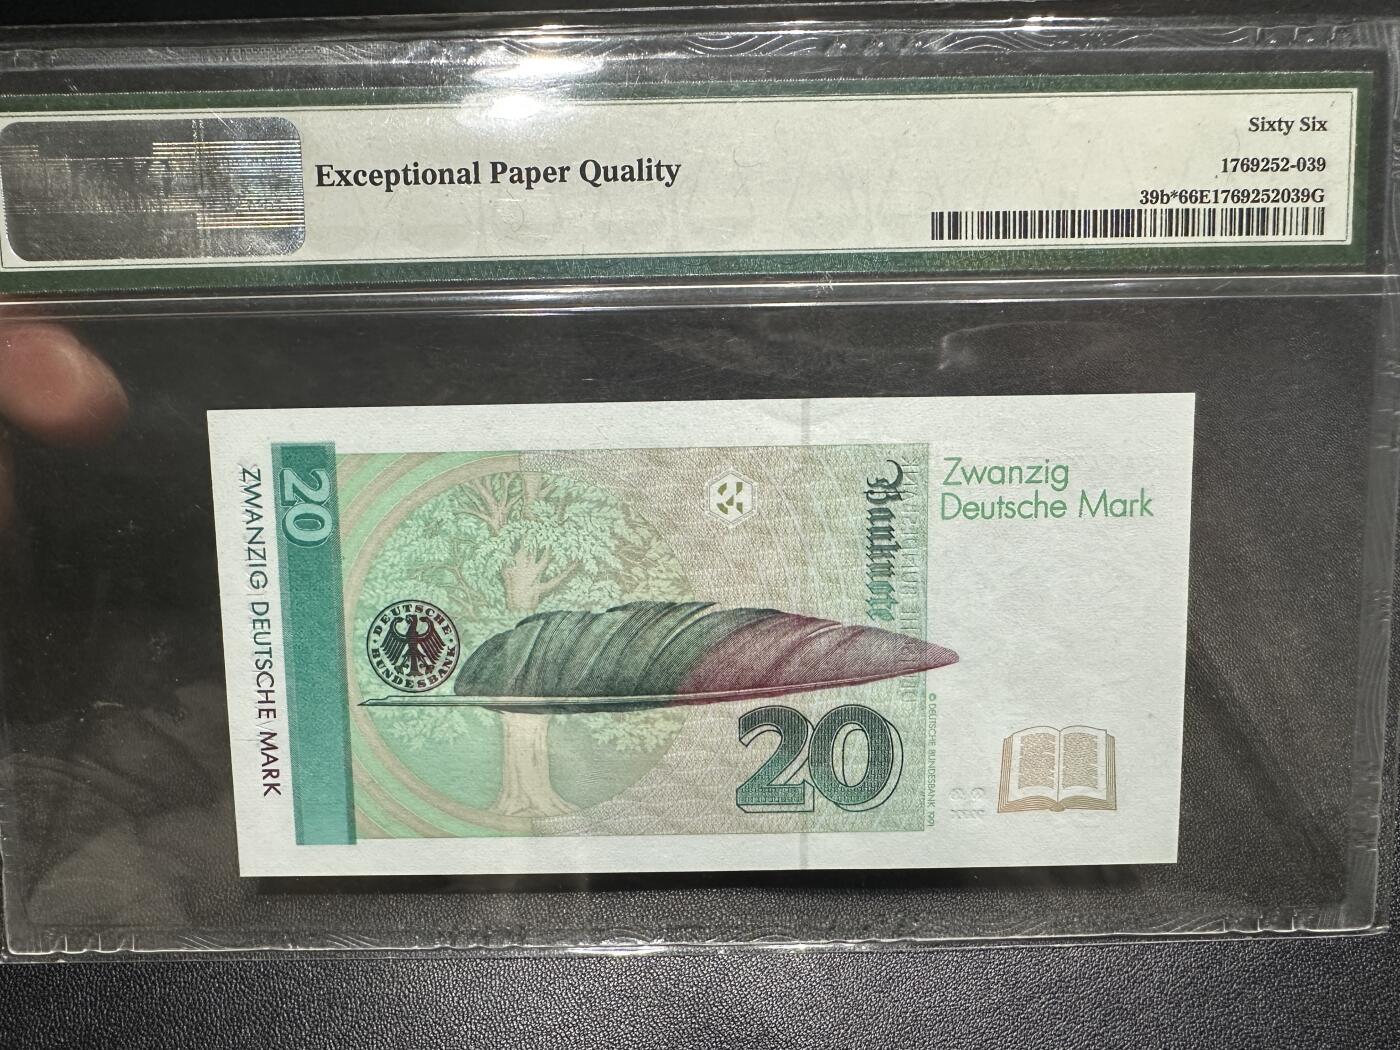 Exceptional Paper Quality
Sixty Six
1769252-039
39b*66E1769252039G
20
ZWANZIG DEUTSCHE MARK
DEUTSCHE BUNDESBANK
Banknote
Zwanzig
Deutsche Mark
20
© DEUTSCHE BUNDESBANK 1991